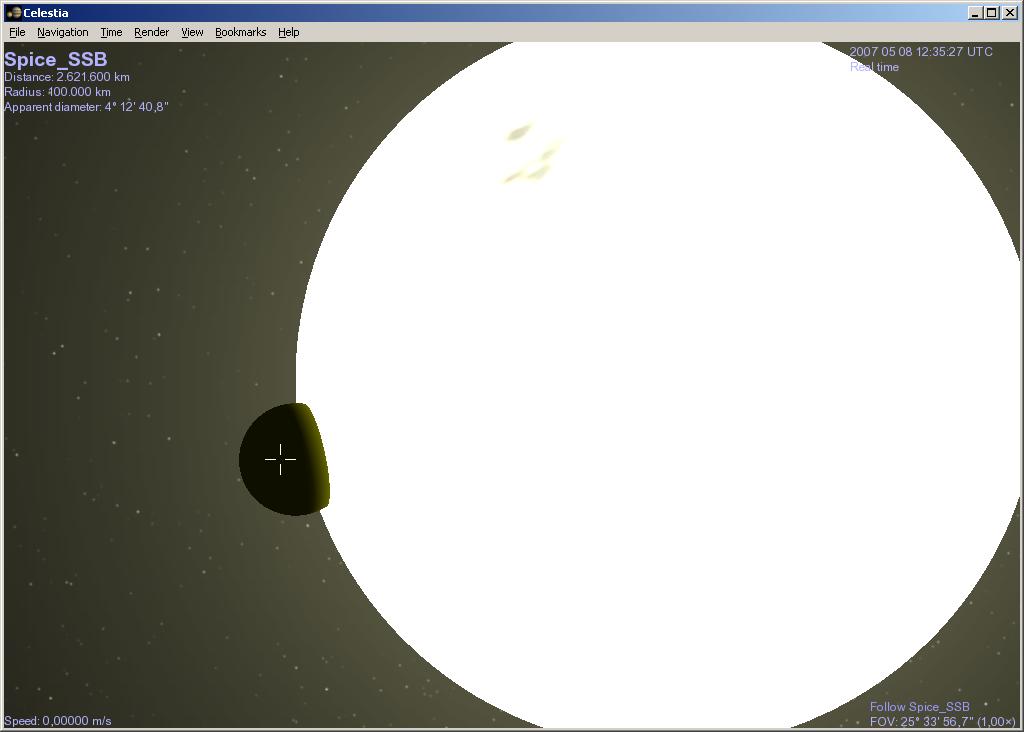 Celestia
File Navigation Time Render View Bookmarks Help
Spice_SSB
Distance: 2.621.600 km
Radius: 100.000 km
Apparent diameter: 4° 12' 40,8"
2007 05 08 12:35:27 UTC
Real time
Speed: 0,00000 m/s
Follow Spice_SSB
FOV: 25° 33' 56,7" (1,00×)